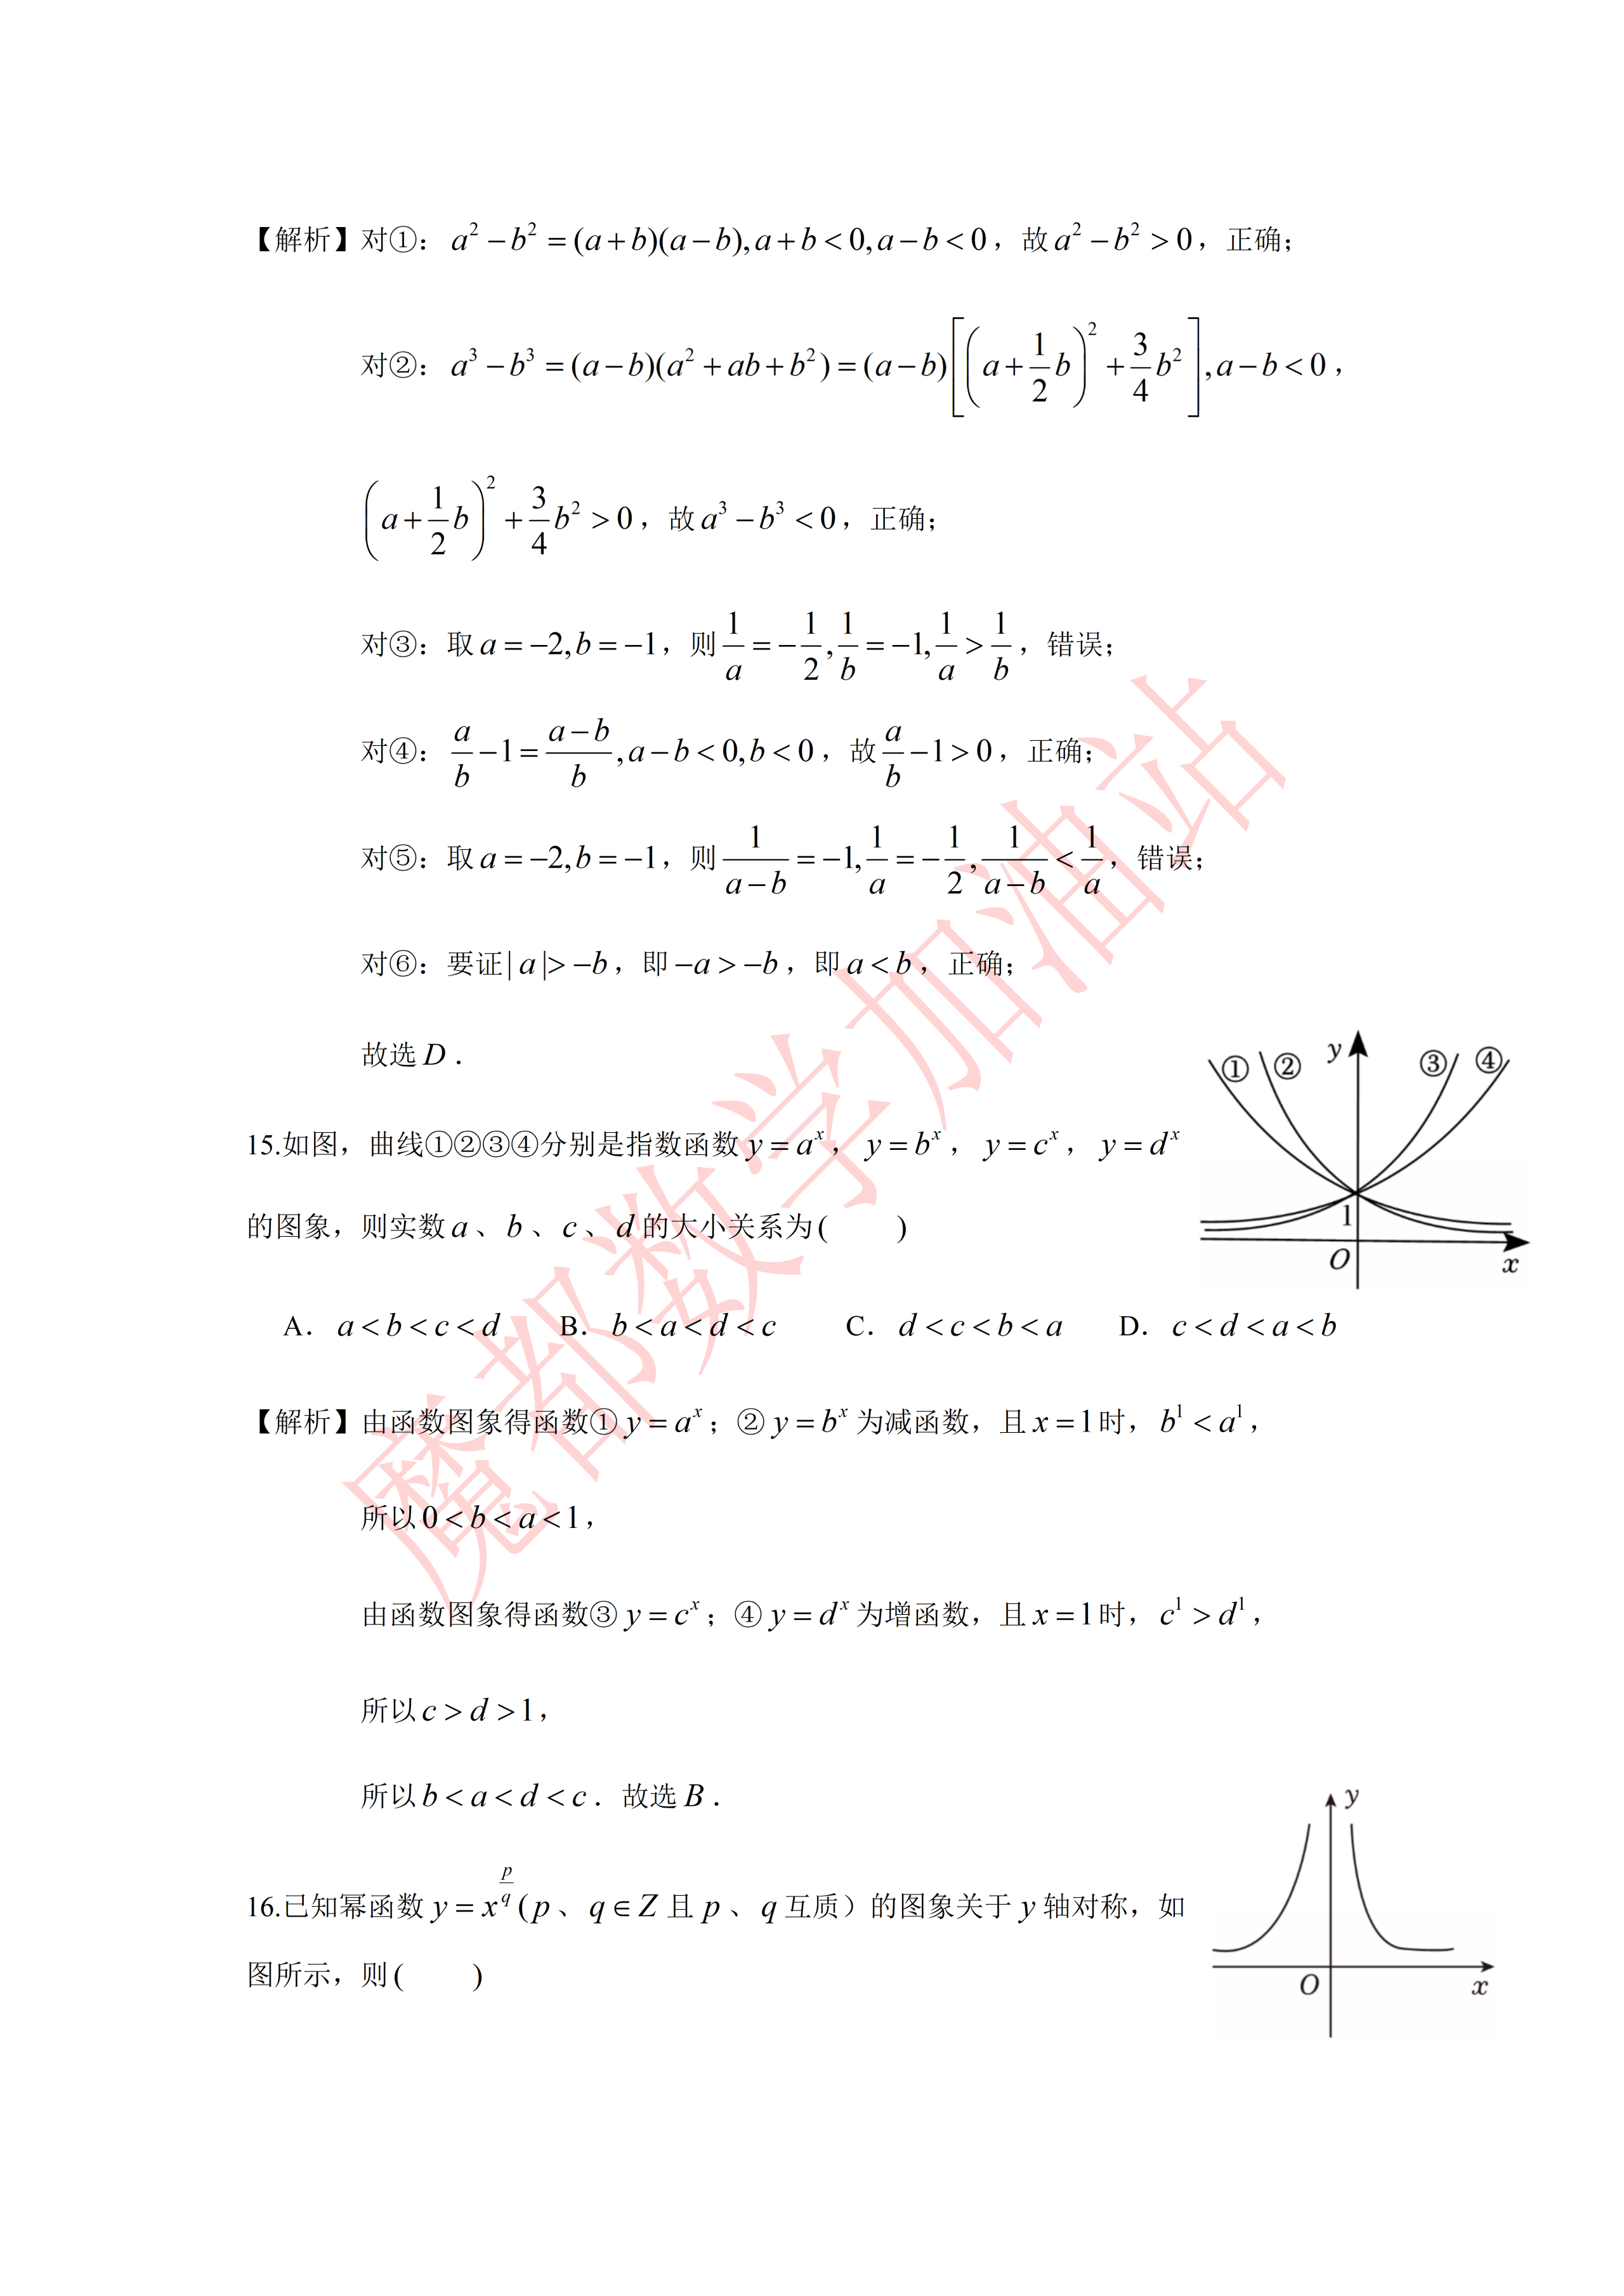 【解析】对①：a² − b² = (a + b)(a − b), a + b < 0, a − b < 0，故 a² − b² > 0，正确；
对②：a³ − b³ = (a − b)(a² + ab + b²) = (a − b)[(a + 1/2 b)² + 3/4 b²], a − b < 0，
(a + 1/2 b)² + 3/4 b² > 0，故 a³ − b³ < 0，正确；
对③：取 a = −2, b = −1，则 1/a = −1/2, 1/b = −1, 1/a > 1/b，错误；
对④：a/b − 1 = (a − b)/b, a − b < 0, b < 0，故 a/b − 1 > 0，正确；
对⑤：取 a = −2, b = −1，则 1/(a − b) = −1, 1/a = −1/2, 1/(a − b) < 1/a，错误；
对⑥：要证 | a |> −b，即 −a > −b，即 a < b，正确；
故选 D．
① ② y ③ ④
1
O x
15.如图，曲线①②③④分别是指数函数 y = aˣ，y = bˣ，y = cˣ，y = dˣ
的图象，则实数 a、b、c、d 的大小关系为(    )
A．a < b < c < d B．b < a < d < c C．d < c < b < a D．c < d < a < b
【解析】由函数图象得函数① y = aˣ；② y = bˣ 为减函数，且 x = 1 时，b¹ < a¹，
所以 0 < b < a < 1，
由函数图象得函数③ y = cˣ；④ y = dˣ 为增函数，且 x = 1 时，c¹ > d¹，
所以 c > d > 1，
所以 b < a < d < c．故选 B．
16.已知幂函数 y = x^(p/q) (p、q ∈ Z 且 p、q 互质）的图象关于 y 轴对称，如
图所示，则(    )
y
O x
魔都数学加油站